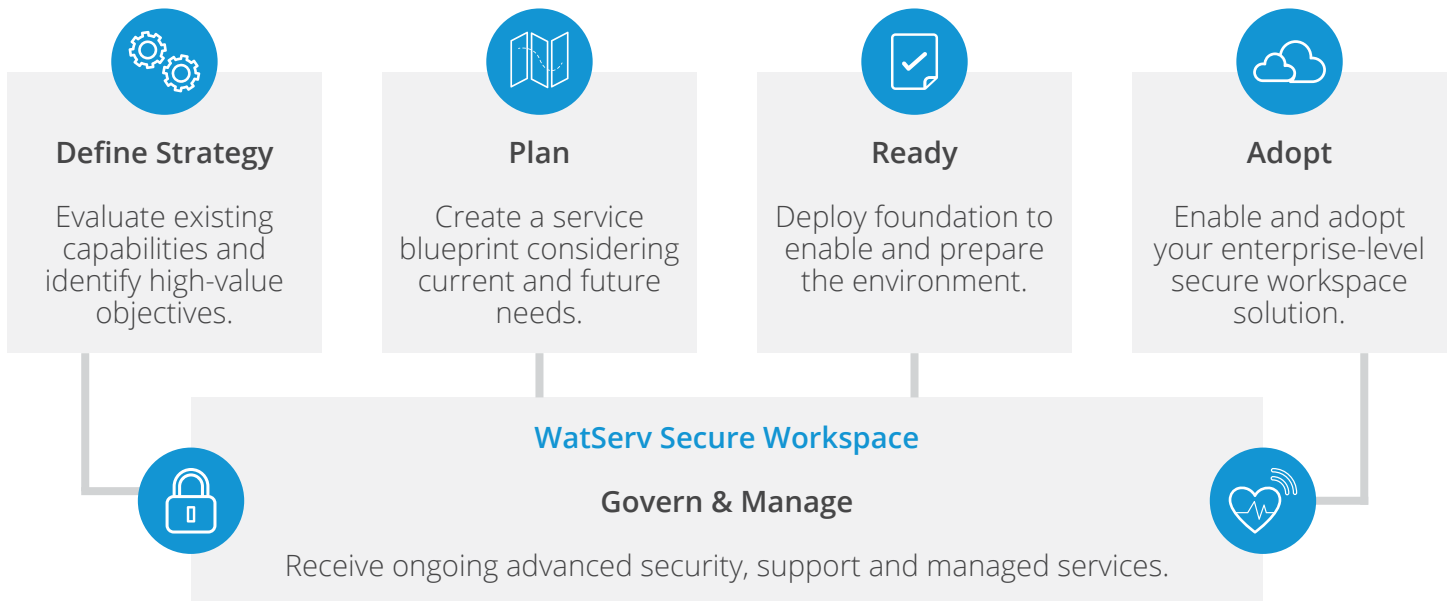 Define Strategy
Evaluate existing
capabilities and
identify high-value
objectives.
Plan
Create a service
blueprint considering
current and future
needs.
Ready
Deploy foundation to
enable and prepare
the environment.
Adopt
Enable and adopt
your enterprise-level
secure workspace
solution.
WatServ Secure Workspace
Govern & Manage
Receive ongoing advanced security, support and managed services.